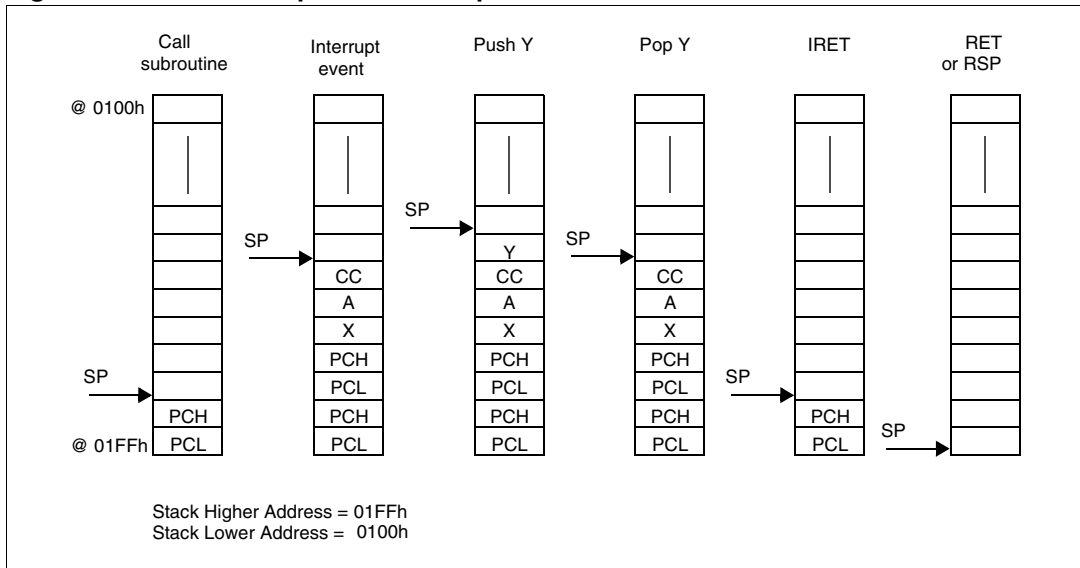 Call
subroutine
Interrupt
event
Push Y
Pop Y
IRET
RET
or RSP
@ 0100h
SP
SP
SP
Y
CC
CC
CC
A
A
A
X
X
X
PCH
PCH
PCH
SP
SP
PCL
PCL
PCL
PCH
PCH
PCH
PCH
PCH
SP
@ 01FFh
PCL
PCL
PCL
PCL
PCL
Stack Higher Address = 01FFh
Stack Lower Address = 0100h